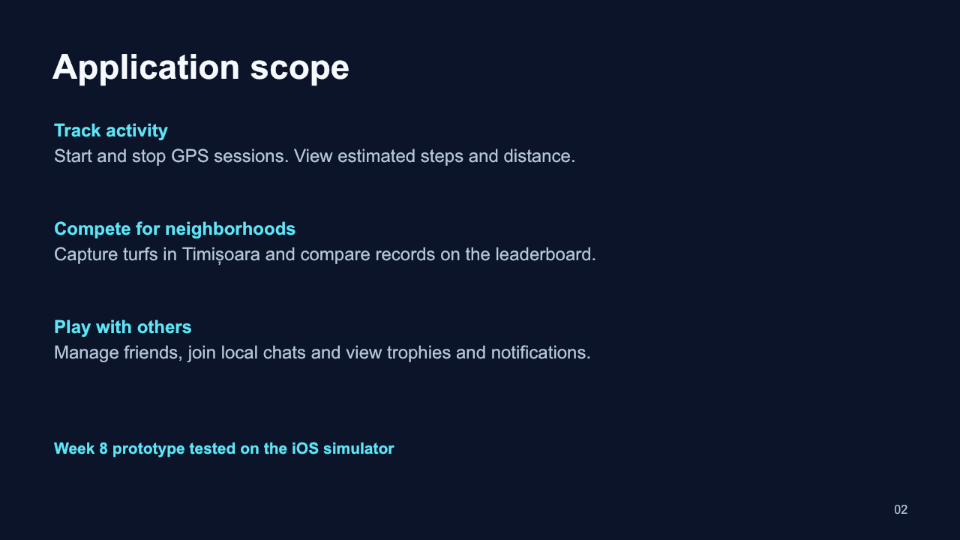 Application scope
Track activity
Start and stop GPS sessions. View estimated steps and distance.
Compete for neighborhoods
Capture turfs in Timișoara and compare records on the leaderboard.
Play with others
Manage friends, join local chats and view trophies and notifications.
Week 8 prototype tested on the iOS simulator
02